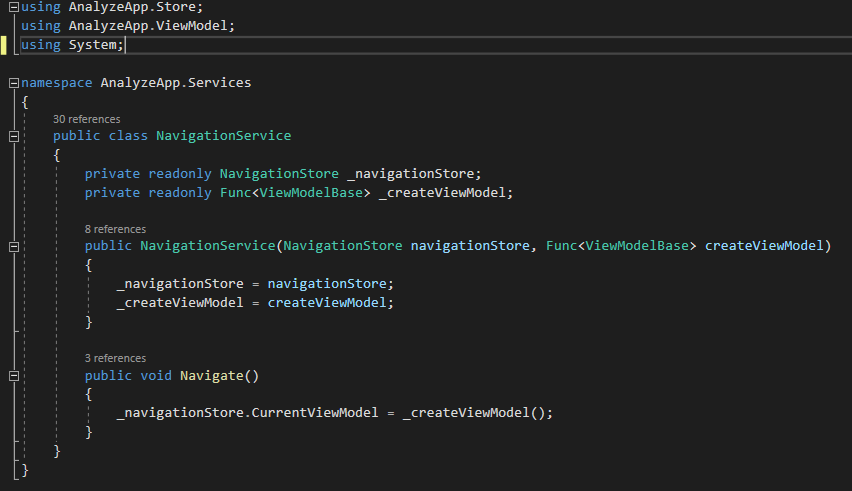 using AnalyzeApp.Store;
using AnalyzeApp.ViewModel;
using System;
namespace AnalyzeApp.Services
{
30 references
public class NavigationService
{
private readonly NavigationStore _navigationStore;
private readonly Func<ViewModelBase> _createViewModel;
8 references
public NavigationService(NavigationStore navigationStore, Func<ViewModelBase> createViewModel)
{
_navigationStore = navigationStore;
_createViewModel = createViewModel;
}
3 references
public void Navigate()
{
_navigationStore.CurrentViewModel = _createViewModel();
}
}
}